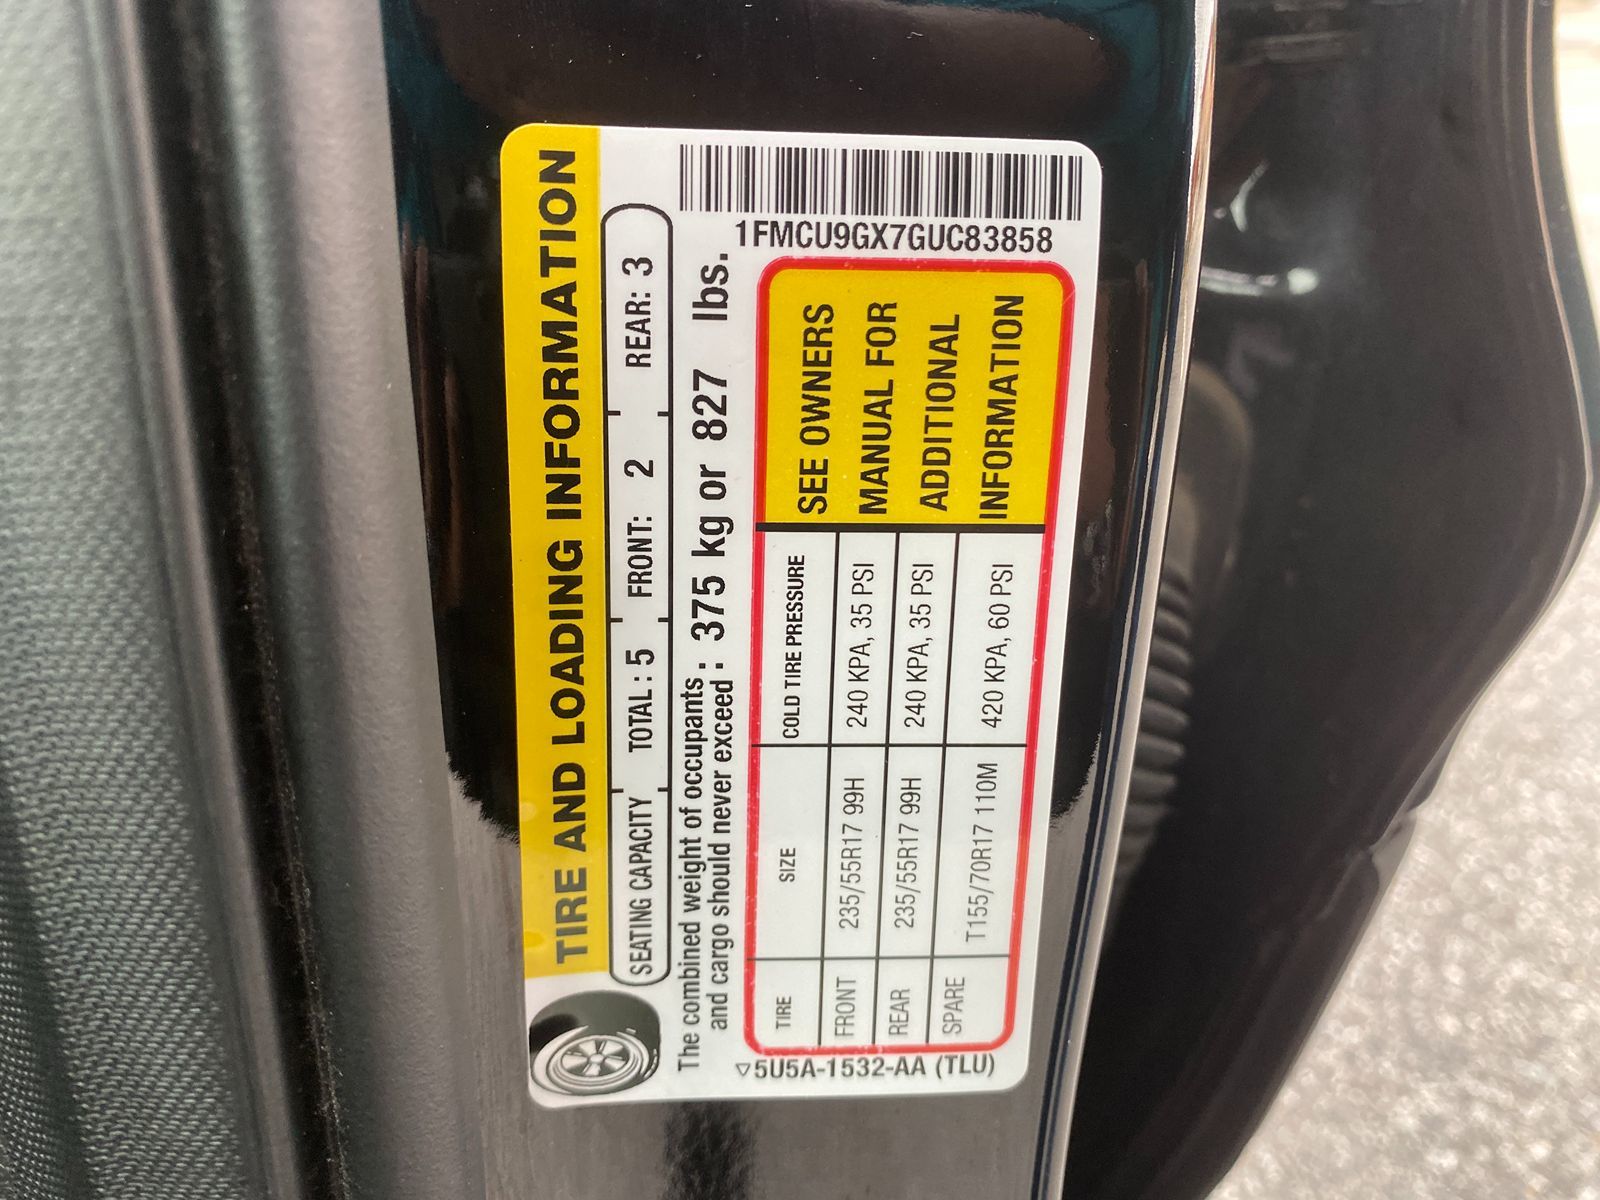 TIRE AND LOADING INFORMATION
SEATING CAPACITY TOTAL : 5 FRONT: 2 REAR: 3
The combined weight of occupants
and cargo should never exceed : 375 kg or 827 lbs.
TIRE SIZE COLD TIRE PRESSURE
FRONT 235/55R17 99H 240 KPA, 35 PSI
REAR 235/55R17 99H 240 KPA, 35 PSI
SPARE T155/70R17 110M 420 KPA, 60 PSI
SEE OWNERS
MANUAL FOR
ADDITIONAL
INFORMATION
1FMCU9GX7GUC83858
▽5U5A-1532-AA (TLU)